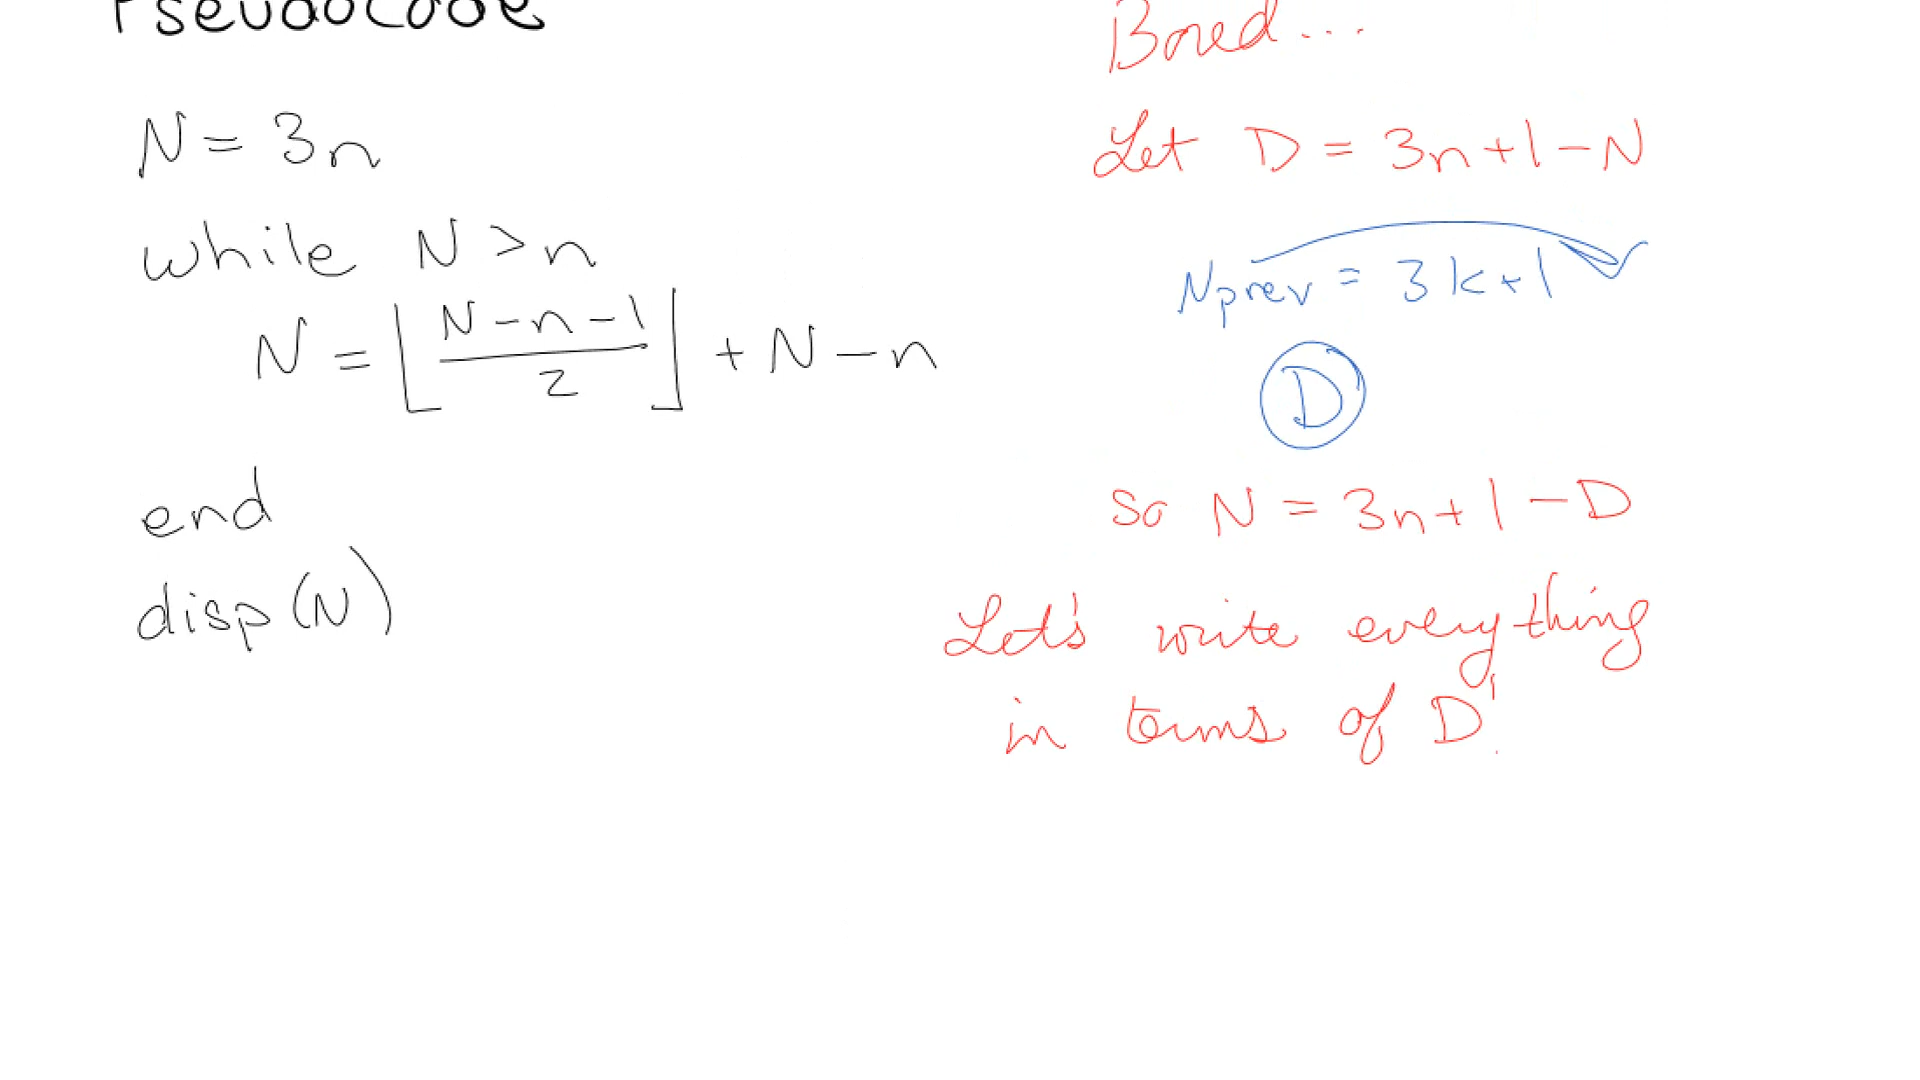 Pseudocode
N = 3n
while N > n
N = ⌊(N-n-1)/2⌋ + N - n
end
disp(N)
Bored...
Let D = 3n+1-N
Nprev = 3k+1
D
So N = 3n+1-D
Let's write everything
in terms of D!